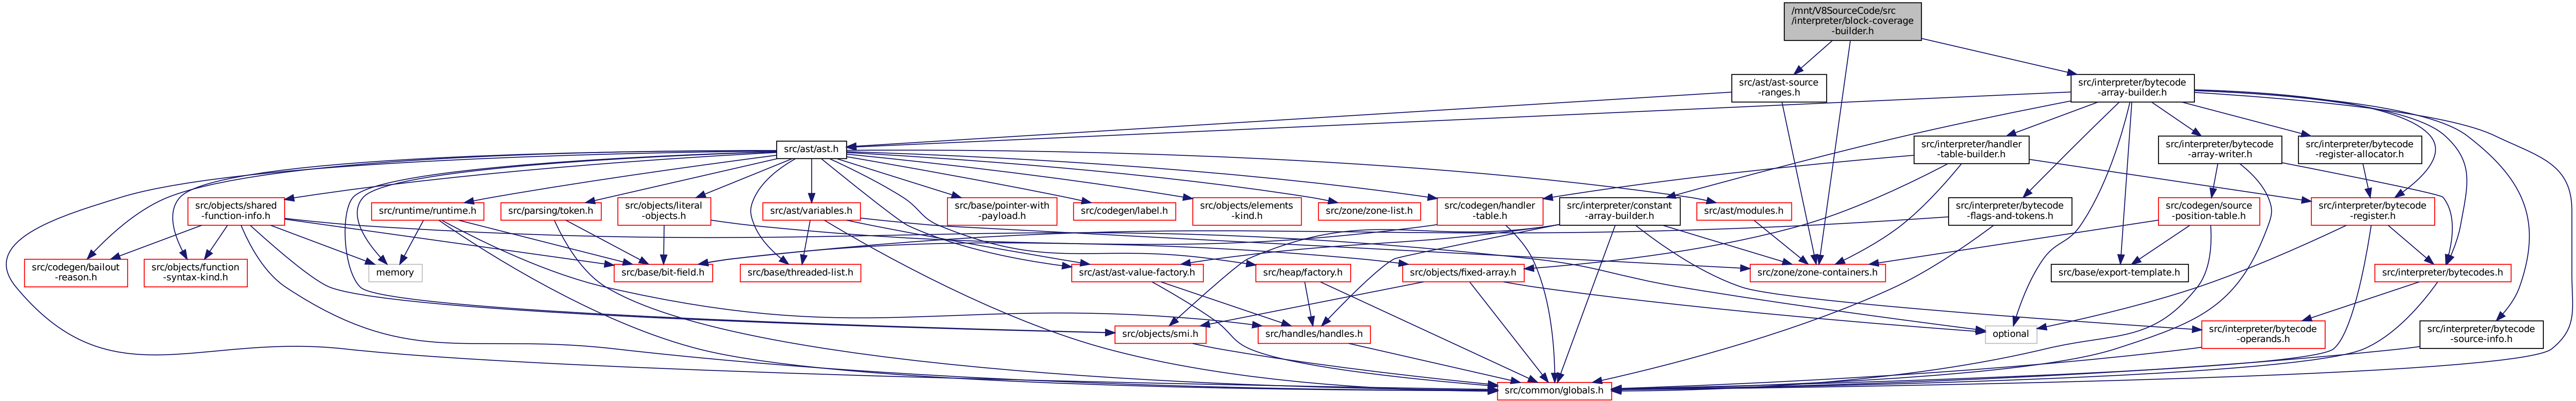 /mnt/V8SourceCode/src
/interpreter/block-coverage
-builder.h
src/ast/ast-source
-ranges.h
src/interpreter/bytecode
-array-builder.h
src/ast/ast.h
src/interpreter/handler
-table-builder.h
src/interpreter/bytecode
-array-writer.h
src/interpreter/bytecode
-register-allocator.h
src/objects/shared
-function-info.h
src/runtime/runtime.h
src/parsing/token.h
src/objects/literal
-objects.h
src/ast/variables.h
src/base/pointer-with
-payload.h
src/codegen/label.h
src/objects/elements
-kind.h
src/zone/zone-list.h
src/codegen/handler
-table.h
src/interpreter/constant
-array-builder.h
src/ast/modules.h
src/interpreter/bytecode
-flags-and-tokens.h
src/codegen/source
-position-table.h
src/interpreter/bytecode
-register.h
src/codegen/bailout
-reason.h
src/objects/function
-syntax-kind.h
memory
src/base/bit-field.h
src/base/threaded-list.h
src/ast/ast-value-factory.h
src/heap/factory.h
src/objects/fixed-array.h
src/zone/zone-containers.h
src/base/export-template.h
src/interpreter/bytecodes.h
src/objects/smi.h
src/handles/handles.h
optional
src/interpreter/bytecode
-operands.h
src/interpreter/bytecode
-source-info.h
src/common/globals.h